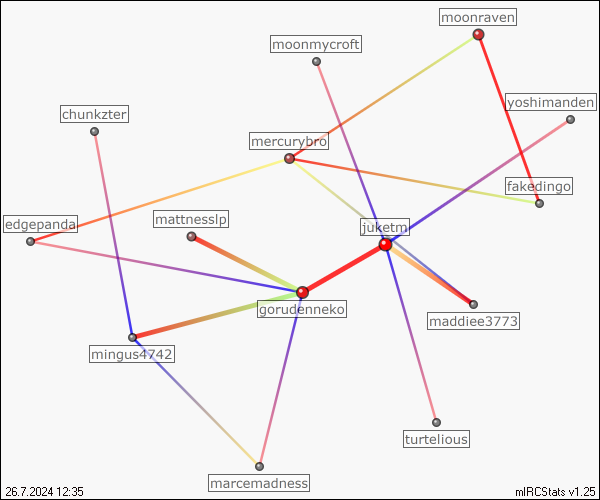 moonraven
moonmycroft
yoshimanden
chunkzter
mercurybro
fakedingo
edgepanda
mattnesslp
juketm
gorudenneko
maddiee3773
mingus4742
turtelious
marcemadness
26.7.2024 12:35
mIRCStats v1.25